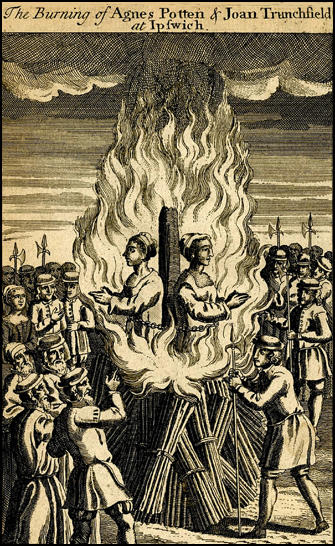 The Burning of Agnes Potten & Joan Trunchfield
at Ipſwich.